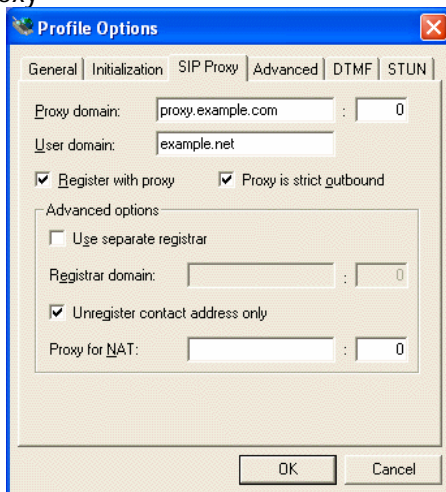 Profile Options
General Initialization SIP Proxy Advanced DTMF STUN
Proxy domain: proxy.example.com : 0
User domain: example.net
Register with proxy Proxy is strict outbound
Advanced options
Use separate registrar
Registrar domain: : 0
Unregister contact address only
Proxy for NAT: : 0
OK Cancel